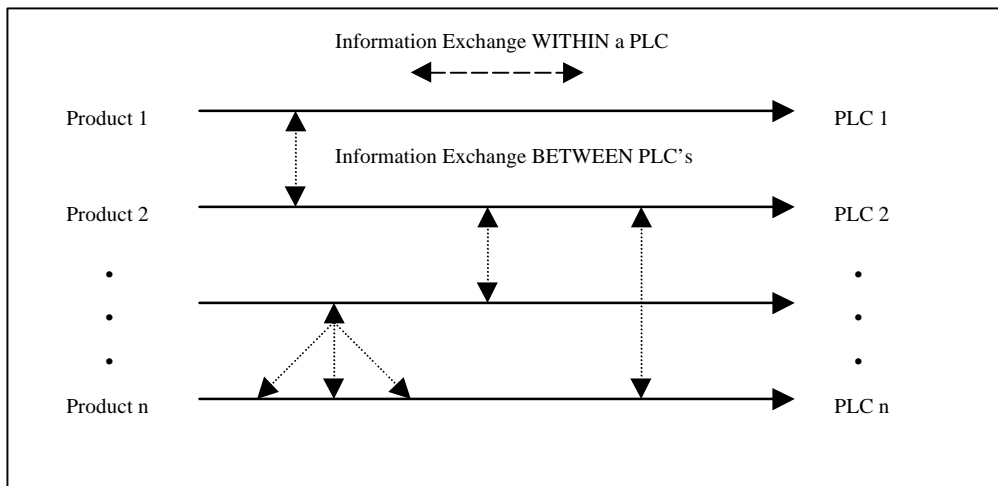 Information Exchange WITHIN a PLC
Product 1
PLC 1
Information Exchange BETWEEN PLC’s
Product 2
PLC 2
Product n
PLC n